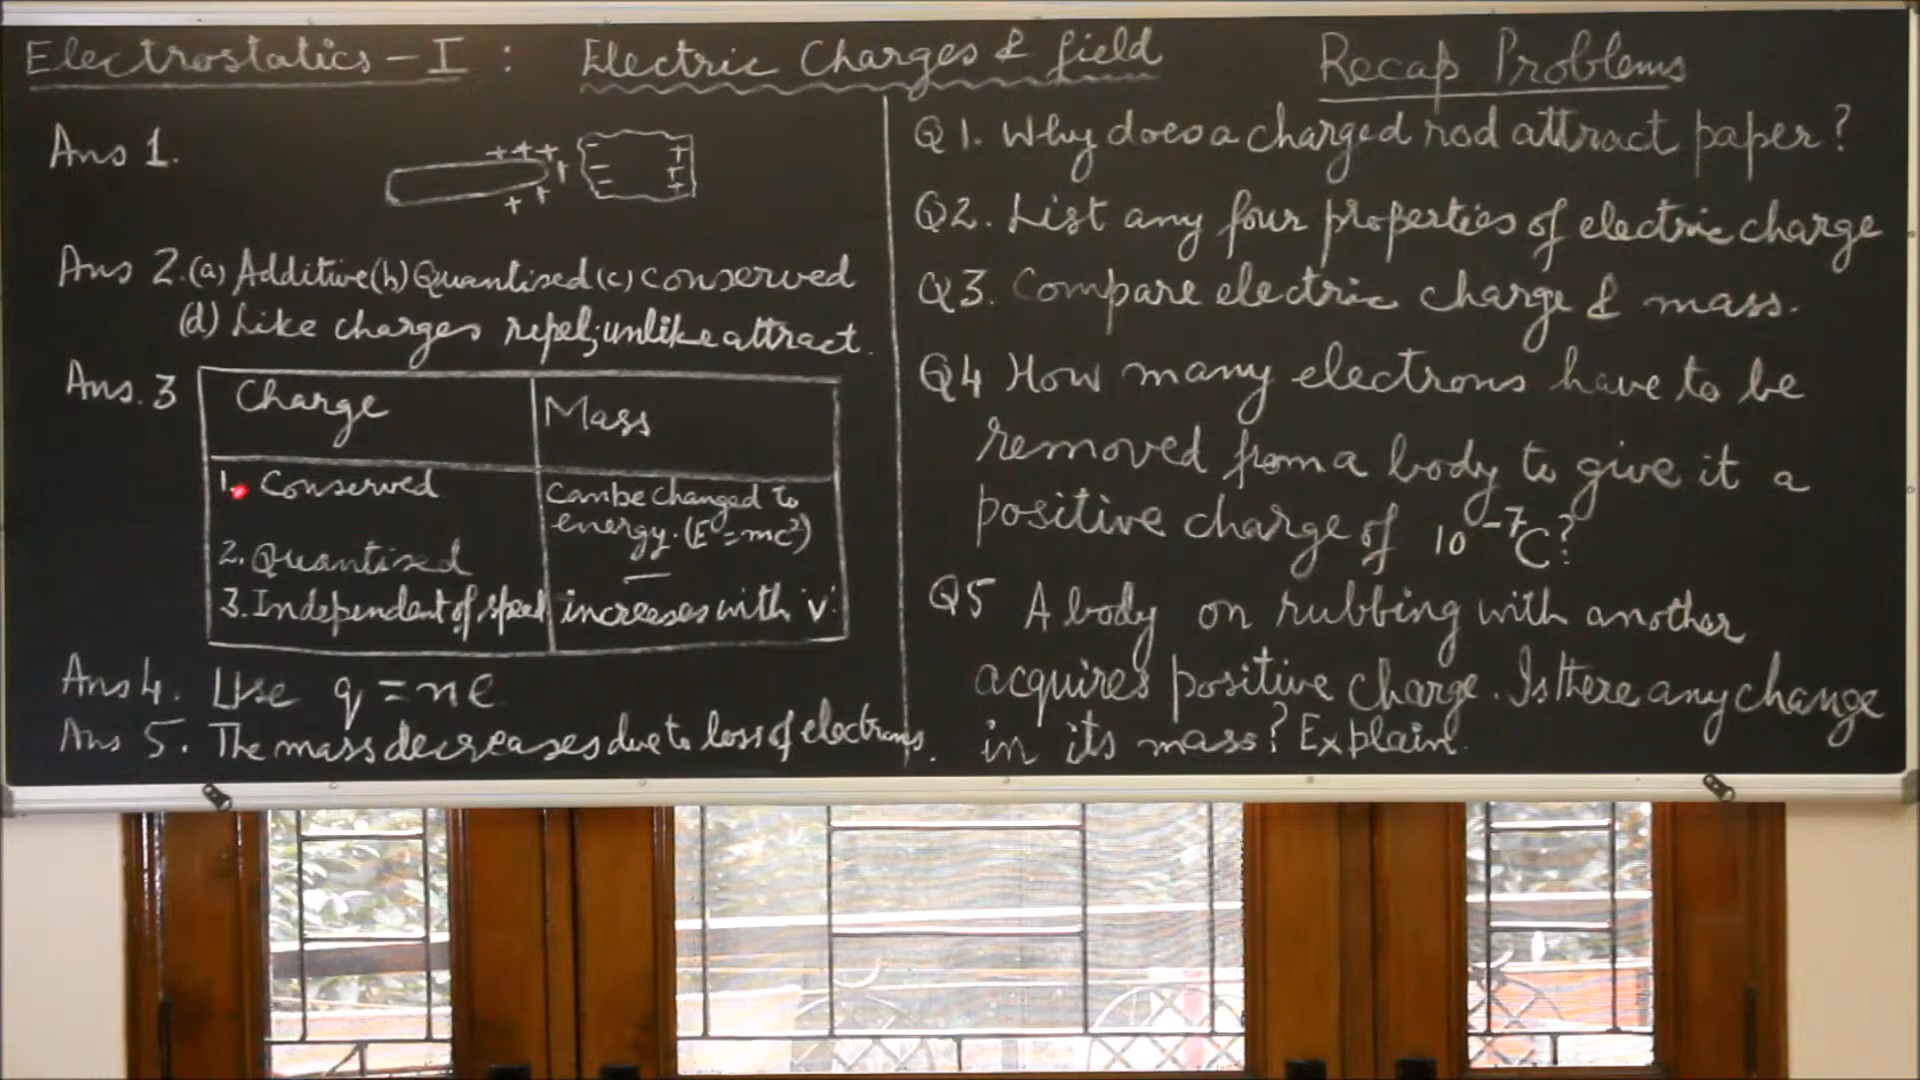 Electrostatics - I : Electric Charges & field
Recap Problems
Ans 1.
+ + + + + +
- - - -
+ + +
Ans 2. (a) Additive (b) Quantised (c) conserved
(d) Like charges repel; unlike attract.
Ans. 3
Charge
Mass
1. Conserved
Can be changed to
energy. (E = mc²)
2. Quantised
—
3. Independent of speed
increases with 'v'.
Ans 4. Use q = ne
Ans 5. The mass decreases due to loss of electrons.
Q1. Why does a charged rod attract paper?
Q2. List any four properties of electric charge
Q3. Compare electric charge & mass.
Q4 How many electrons have to be
removed from a body to give it a
positive charge of 10⁻⁷C?
Q5 A body on rubbing with another
acquires positive charge. Is there any change
in its mass? Explain.